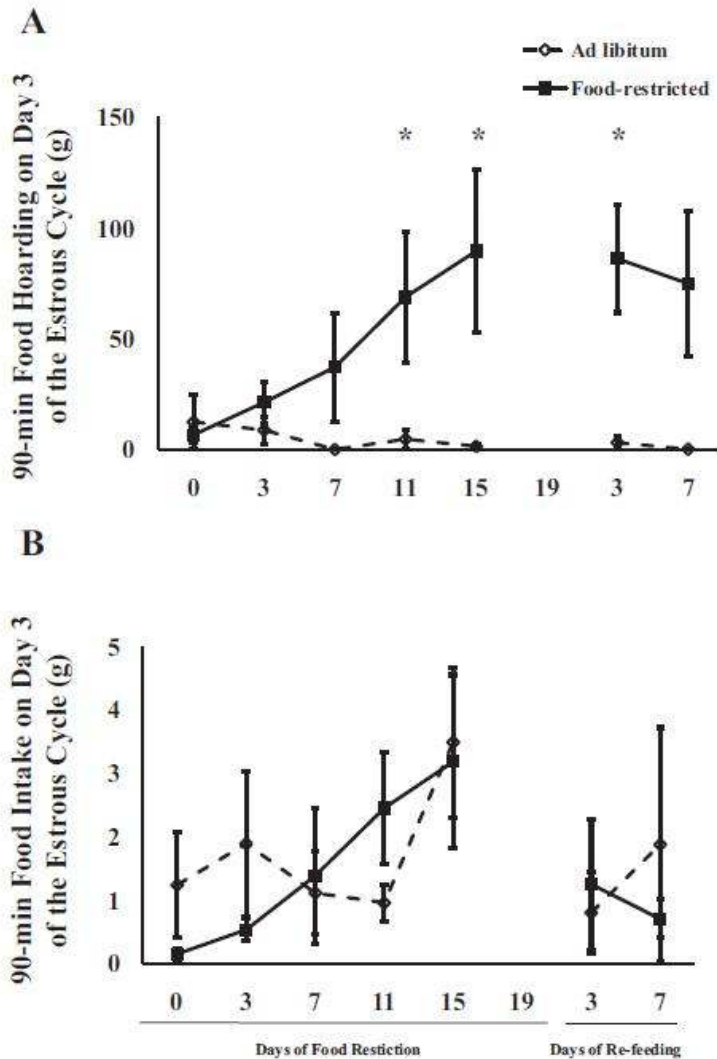 A
Ad libitum
Food-restricted
90-min Food Hoarding on Day 3
of the Estrous Cycle (g)
150
100
50
0
* * *
0 3 7 11 15 19 3 7
B
90-min Food Intake on Day 3
of the Estrous Cycle (g)
5
4
3
2
1
0
0 3 7 11 15 19 3 7
Days of Food Restiction Days of Re-feeding